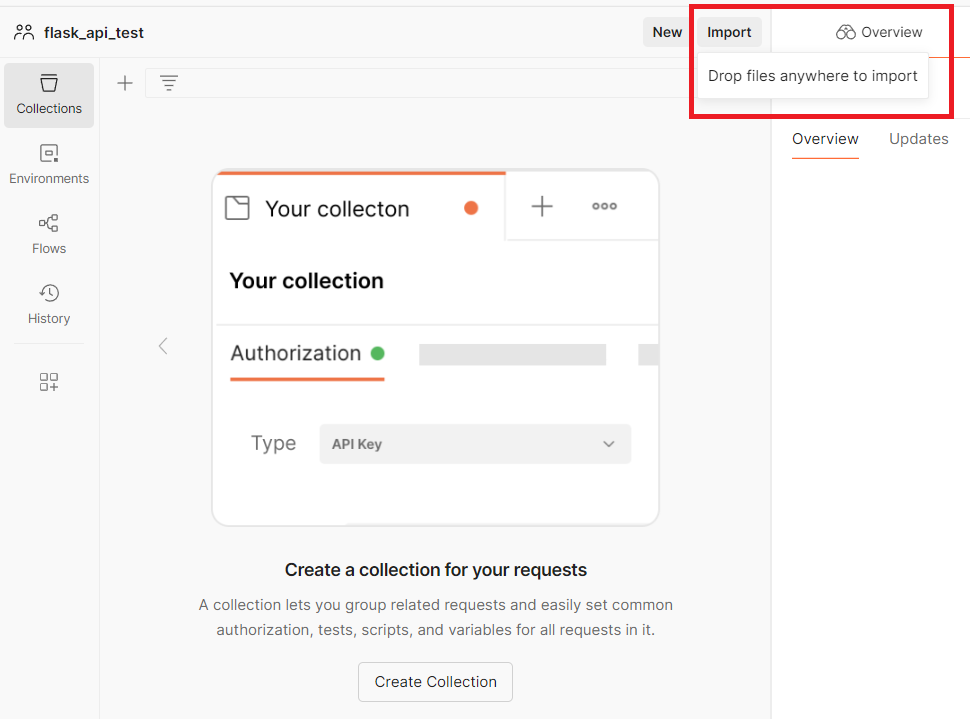 flask_api_test
New
Import
Overview
Drop files anywhere to import
Overview
Updates
Collections
Environments
Flows
History
Your collecton
Your collection
Authorization
Type
API Key
Create a collection for your requests
A collection lets you group related requests and easily set common
authorization, tests, scripts, and variables for all requests in it.
Create Collection